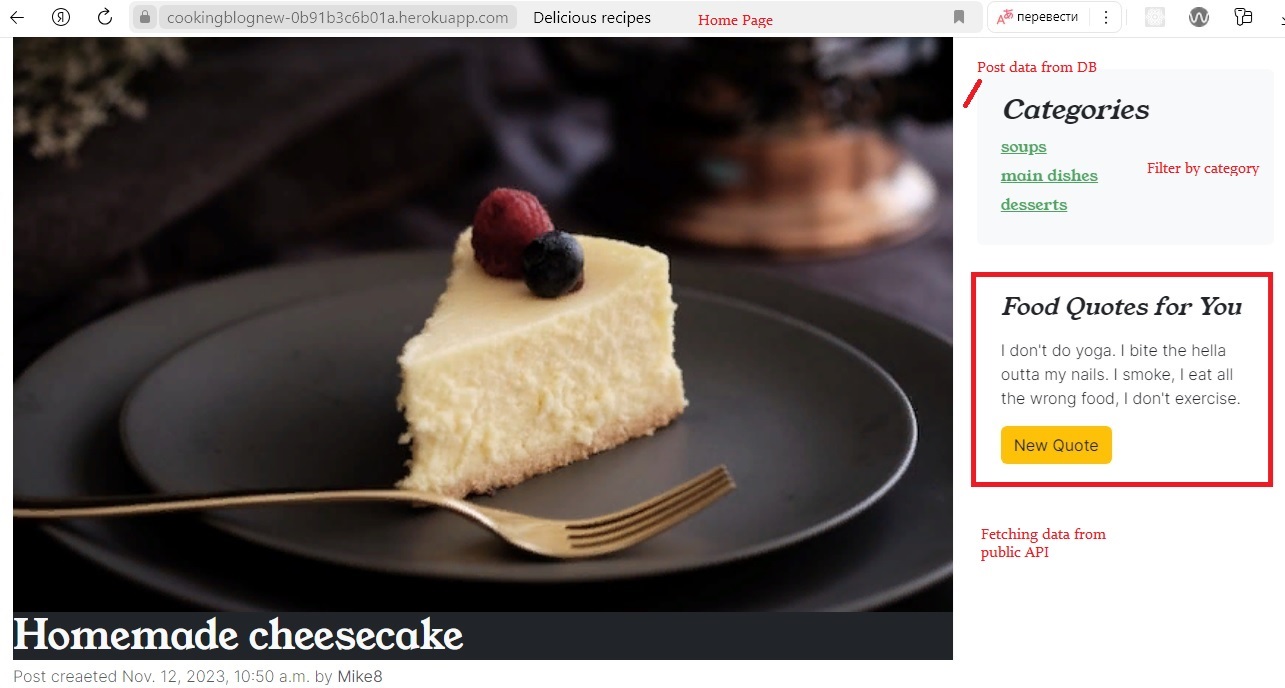 cookingblognew-0b91b3c6b01a.herokuapp.com Delicious recipes Home Page перевести
Post data from DB
Categories
soups
main dishes
Filter by category
desserts
Food Quotes for You
I don't do yoga. I bite the hella
outta my nails. I smoke, I eat all
the wrong food, I don't exercise.
New Quote
Fetching data from
public API
Homemade cheesecake
Post creaeted Nov. 12, 2023, 10:50 a.m. by Mike8